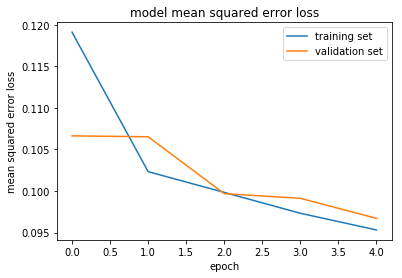 model mean squared error loss
training set
validation set
mean squared error loss
0.120
0.115
0.110
0.105
0.100
0.095
0.0 0.5 1.0 1.5 2.0 2.5 3.0 3.5 4.0
epoch